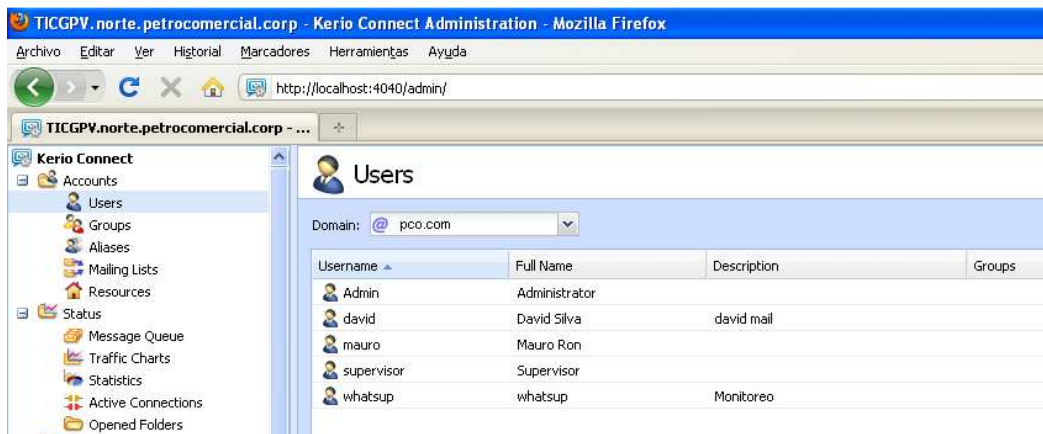 TICGPV.norte.petrocomercial.corp - Kerio Connect Administration - Mozilla Firefox
Archivo Editar Ver Historial Marcadores Herramientas Ayuda
http://localhost:4040/admin/
TICGPV.norte.petrocomercial.corp - ...
Kerio Connect
Accounts
Users
Groups
Aliases
Mailing Lists
Resources
Status
Message Queue
Traffic Charts
Statistics
Active Connections
Opened Folders
Users
Domain: @ pco.com
Username Full Name Description Groups
Admin Administrator
david David Silva david mail
mauro Mauro Ron
supervisor Supervisor
whatsup whatsup Monitoreo